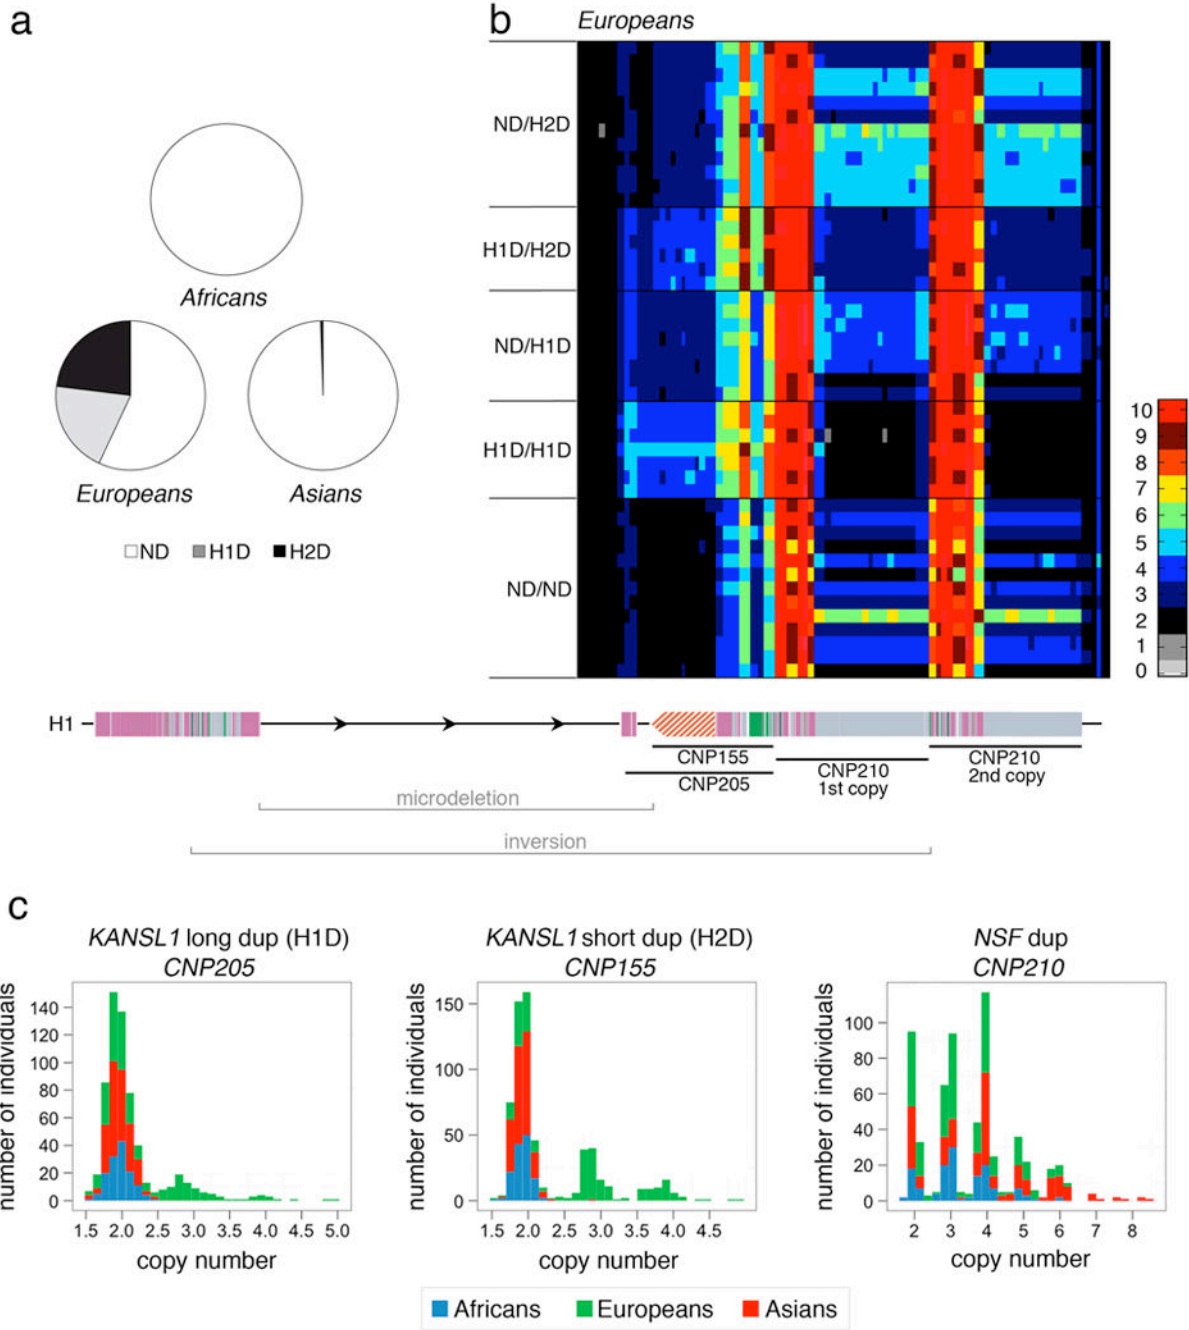 a
Africans
Europeans
Asians
ND H1D H2D
b
Europeans
ND/H2D
H1D/H2D
ND/H1D
H1D/H1D
ND/ND
10
9
8
7
6
5
4
3
2
1
0
H1
CNP155
CNP205
CNP210
1st copy
CNP210
2nd copy
microdeletion
inversion
c
KANSL1 long dup (H1D)
CNP205
number of individuals
140
120
100
80
60
40
20
0
1.5 2.0 2.5 3.0 3.5 4.0 4.5 5.0
copy number
KANSL1 short dup (H2D)
CNP155
number of individuals
150
100
50
0
1.5 2.0 2.5 3.0 3.5 4.0 4.5
copy number
NSF dup
CNP210
number of individuals
100
80
60
40
20
0
2 3 4 5 6 7 8
copy number
Africans Europeans Asians